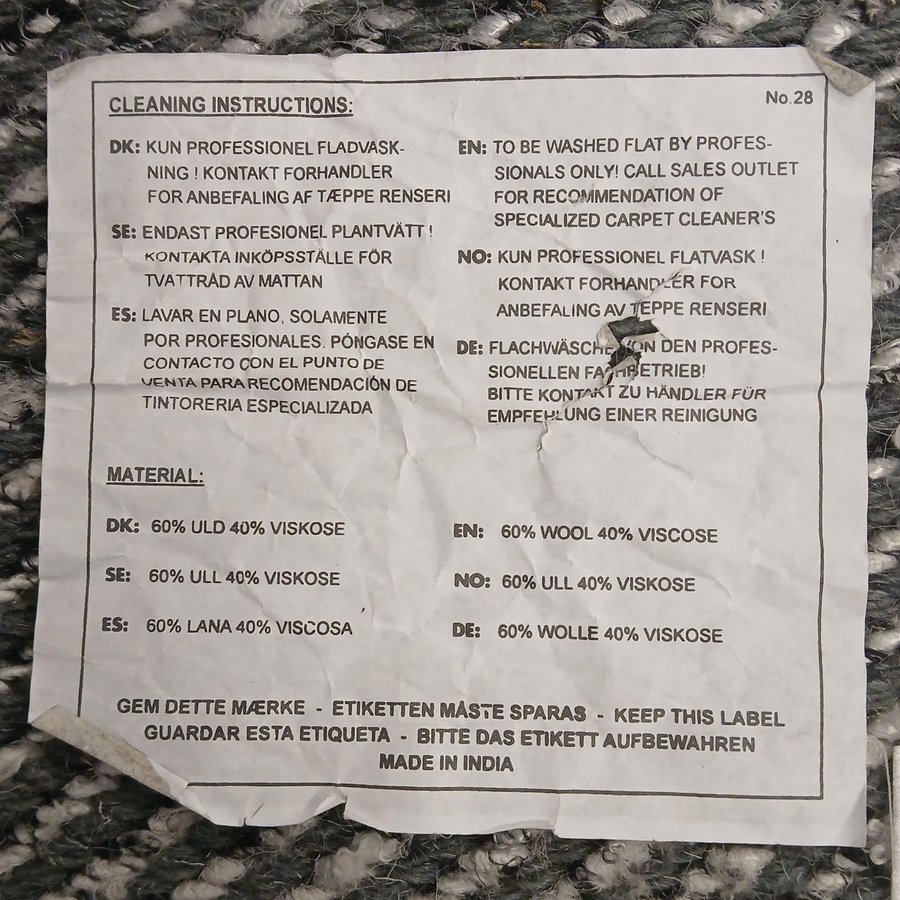 CLEANING INSTRUCTIONS:
No.28
DK: KUN PROFESSIONEL FLADVASK-
NING ! KONTAKT FORHANDLER
FOR ANBEFALING AF TÆPPE RENSERI
SE: ENDAST PROFESIONEL PLANTVÄTT !
KONTAKTA INKÖPSSTÄLLE FÖR
TVÄTTRÅD AV MATTAN
ES: LAVAR EN PLANO, SOLAMENTE
POR PROFESIONALES. PÓNGASE EN
CONTACTO CON EL PUNTO DE
VENTA PARA RECOMENDACIÓN DE
TINTORERIA ESPECIALIZADA
EN: TO BE WASHED FLAT BY PROFES-
SIONALS ONLY! CALL SALES OUTLET
FOR RECOMMENDATION OF
SPECIALIZED CARPET CLEANER'S
NO: KUN PROFESSIONEL FLATVASK !
KONTAKT FORHANDLER FOR
ANBEFALING AV TEPPE RENSERI
DE: FLACHWÄSCHE VON DEN PROFES-
SIONELLEN FACHBETRIEB!
BITTE KONTAKT ZU HÄNDLER FÜR
EMPFEHLUNG EINER REINIGUNG
MATERIAL:
DK: 60% ULD 40% VISKOSE
SE: 60% ULL 40% VISKOSE
ES: 60% LANA 40% VISCOSA
EN: 60% WOOL 40% VISCOSE
NO: 60% ULL 40% VISKOSE
DE: 60% WOLLE 40% VISKOSE
GEM DETTE MÆRKE - ETIKETTEN MÅSTE SPARAS - KEEP THIS LABEL
GUARDAR ESTA ETIQUETA - BITTE DAS ETIKETT AUFBEWAHREN
MADE IN INDIA